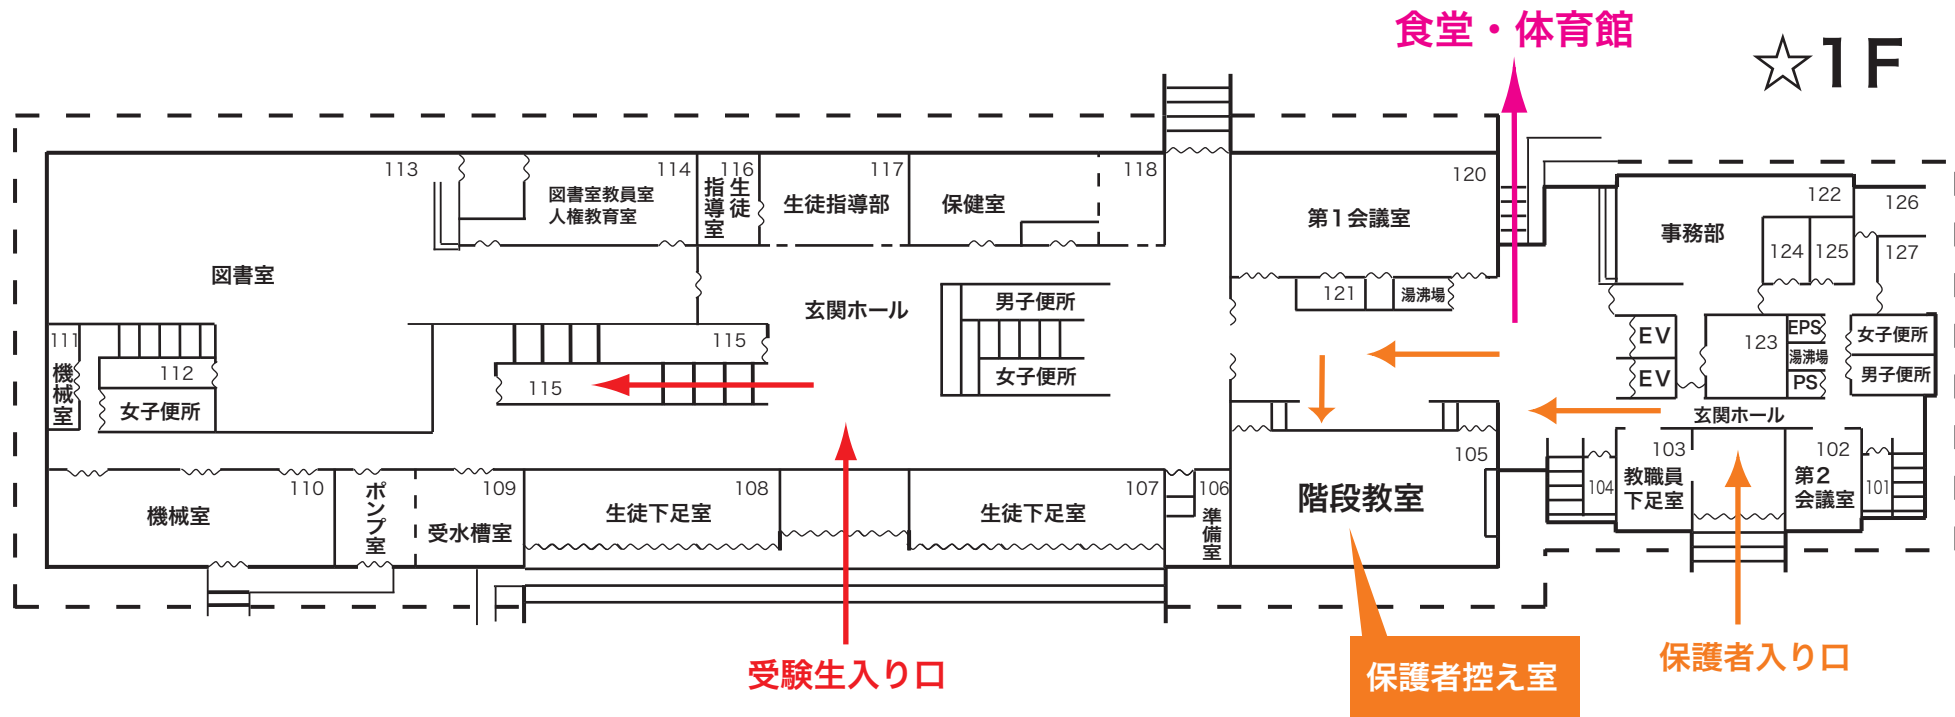 食堂・体育館
☆1F
113
114
116
117
118
120
122
126
図書室教員室
人権教育室
生徒
指導室
生徒指導部
保健室
第1会議室
事務部
124
125
127
図書室
玄関ホール
男子便所
121
湯沸場
111
機械室
112
女子便所
115
115
女子便所
EV
EV
123
EPS
湯沸場
PS
女子便所
男子便所
玄関ホール
110
機械室
ポンプ室
109
受水槽室
108
生徒下足室
107
生徒下足室
106
準備室
105
階段教室
104
103
教職員
下足室
102
第2
会議室
101
受験生入り口
保護者控え室
保護者入り口